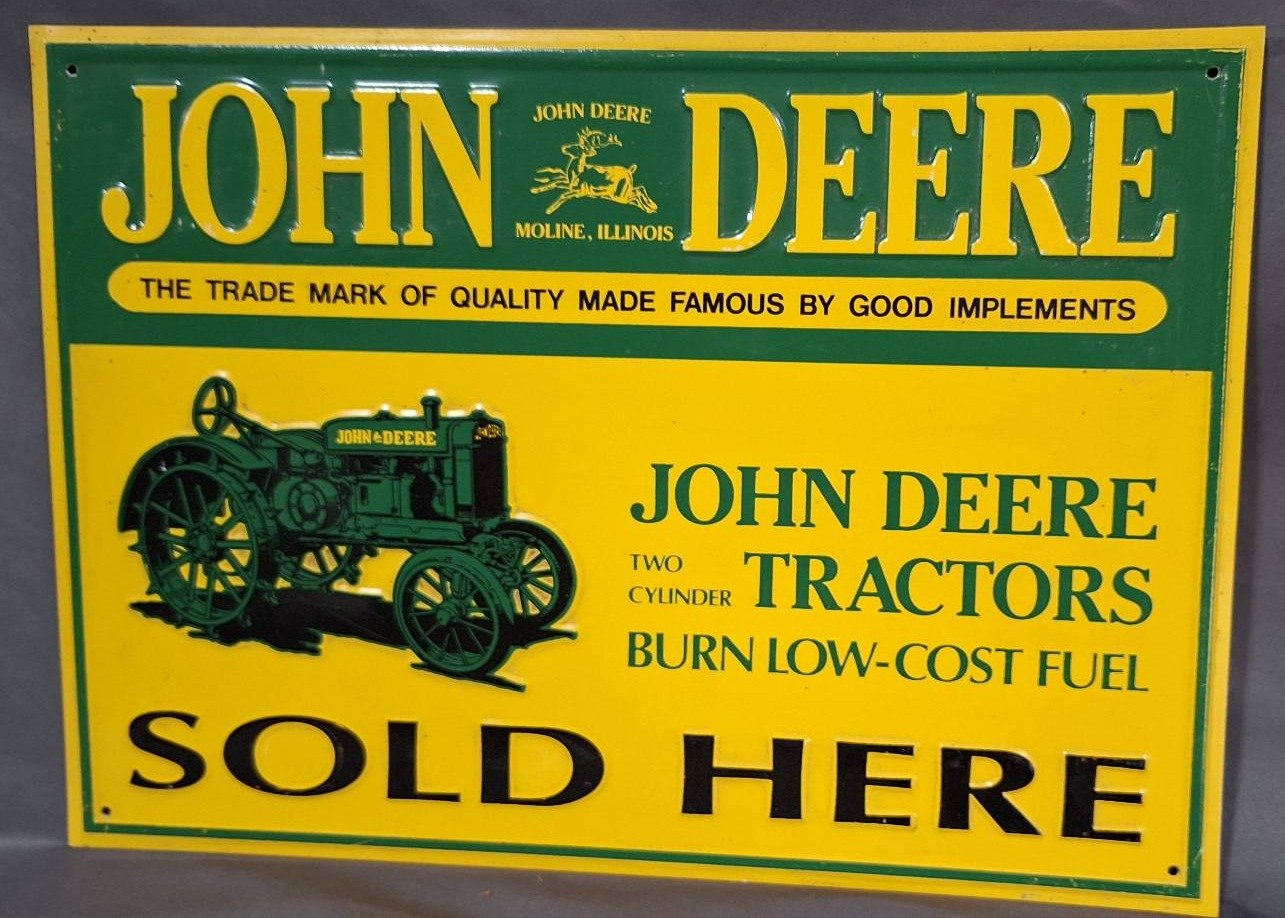 JOHN DEERE
JOHN DEERE
MOLINE, ILLINOIS
THE TRADE MARK OF QUALITY MADE FAMOUS BY GOOD IMPLEMENTS
JOHN DEERE
JOHN DEERE
TWO CYLINDER TRACTORS
BURN LOW-COST FUEL
SOLD HERE